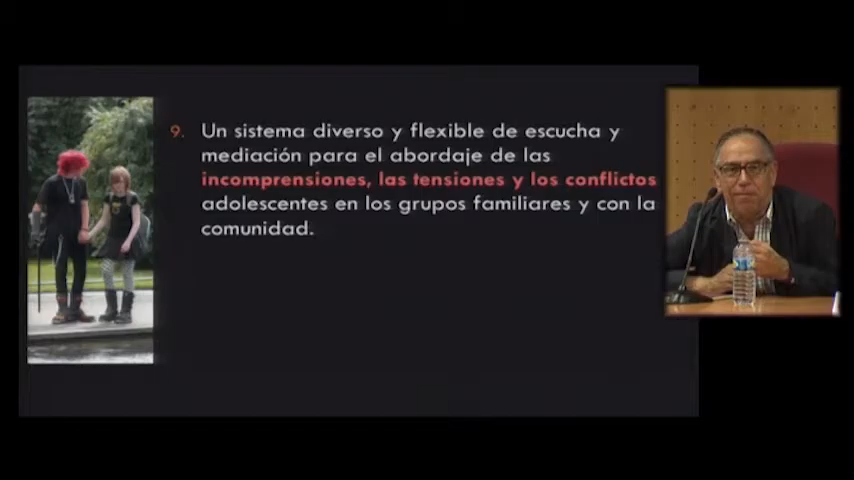 9. Un sistema diverso y flexible de escucha y
mediación para el abordaje de las
incomprensiones, las tensiones y los conflictos
adolescentes en los grupos familiares y con la
comunidad.